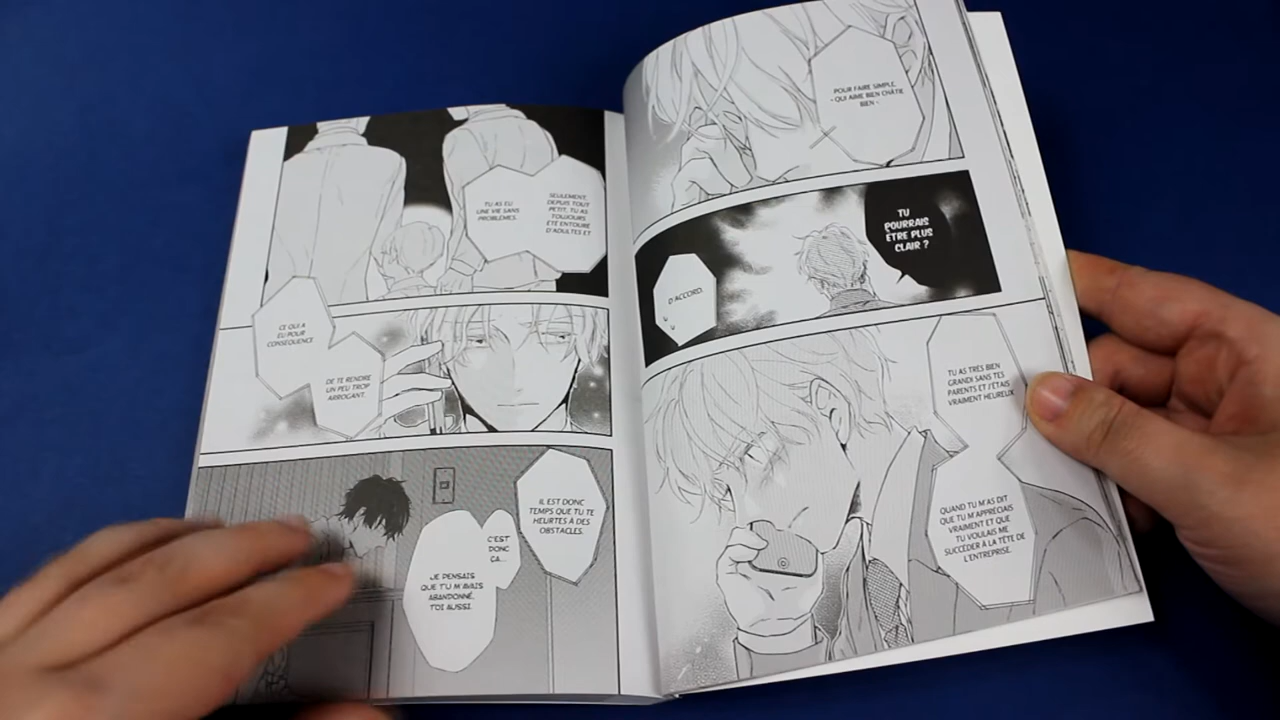 POUR FAIRE SIMPLE,
« QUI AIME BIEN CHÂTIE
BIEN »
TU
POURRAIS
ÊTRE PLUS
CLAIR ?
D'ACCORD.
TU AS TRÈS BIEN
GRANDI SANS TES
PARENTS ET J'ÉTAIS
VRAIMENT HEUREUX
QUAND TU M'AS DIT
QUE TU M'APPRÉCIAIS
VRAIMENT ET QUE
TU VOULAIS ME
SUCCÉDER À LA TÊTE DE
L'ENTREPRISE.
SEULEMENT,
DEPUIS TOUT
PETIT, TU AS
TOUJOURS
ÉTÉ ENTOURÉ
D'ADULTES ET
TU AS EU
UNE VIE SANS
PROBLÈMES.
CE QUI A
EU POUR
CONSÉQUENCE
DE TE RENDRE
UN PEU TROP
ARROGANT.
IL EST DONC
TEMPS QUE TU TE
HEURTES À DES
OBSTACLES.
C'EST
DONC
ÇA...
JE PENSAIS
QUE TU M'AVAIS
ABANDONNÉ,
TOI AUSSI.